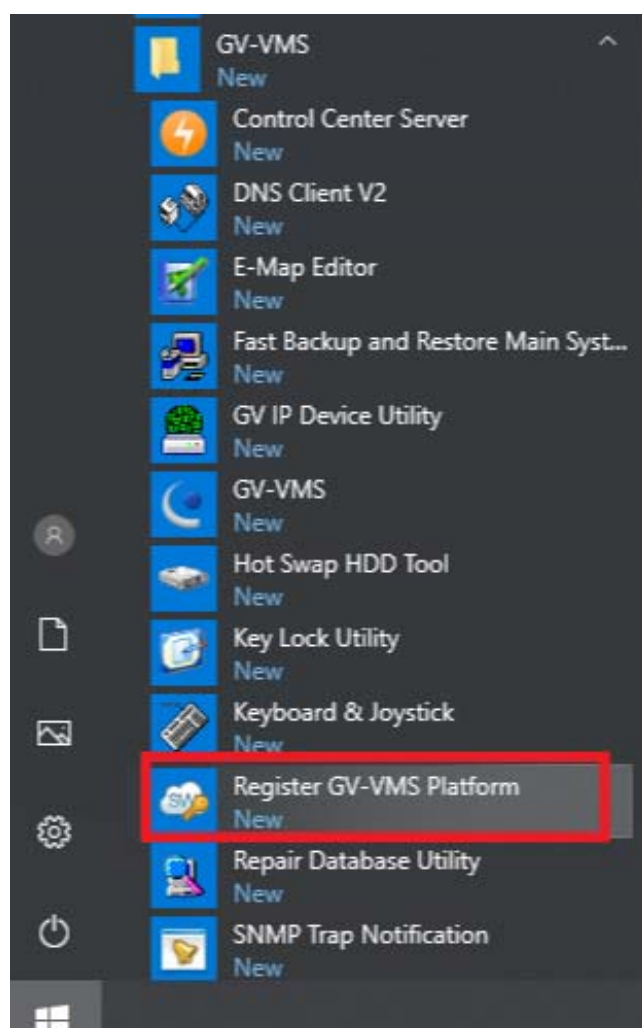 GV-VMS
New
Control Center Server
New
DNS Client V2
New
E-Map Editor
New
Fast Backup and Restore Main Syst...
New
GV IP Device Utility
New
GV-VMS
New
Hot Swap HDD Tool
New
Key Lock Utility
New
Keyboard & Joystick
New
Register GV-VMS Platform
New
Repair Database Utility
New
SNMP Trap Notification
New